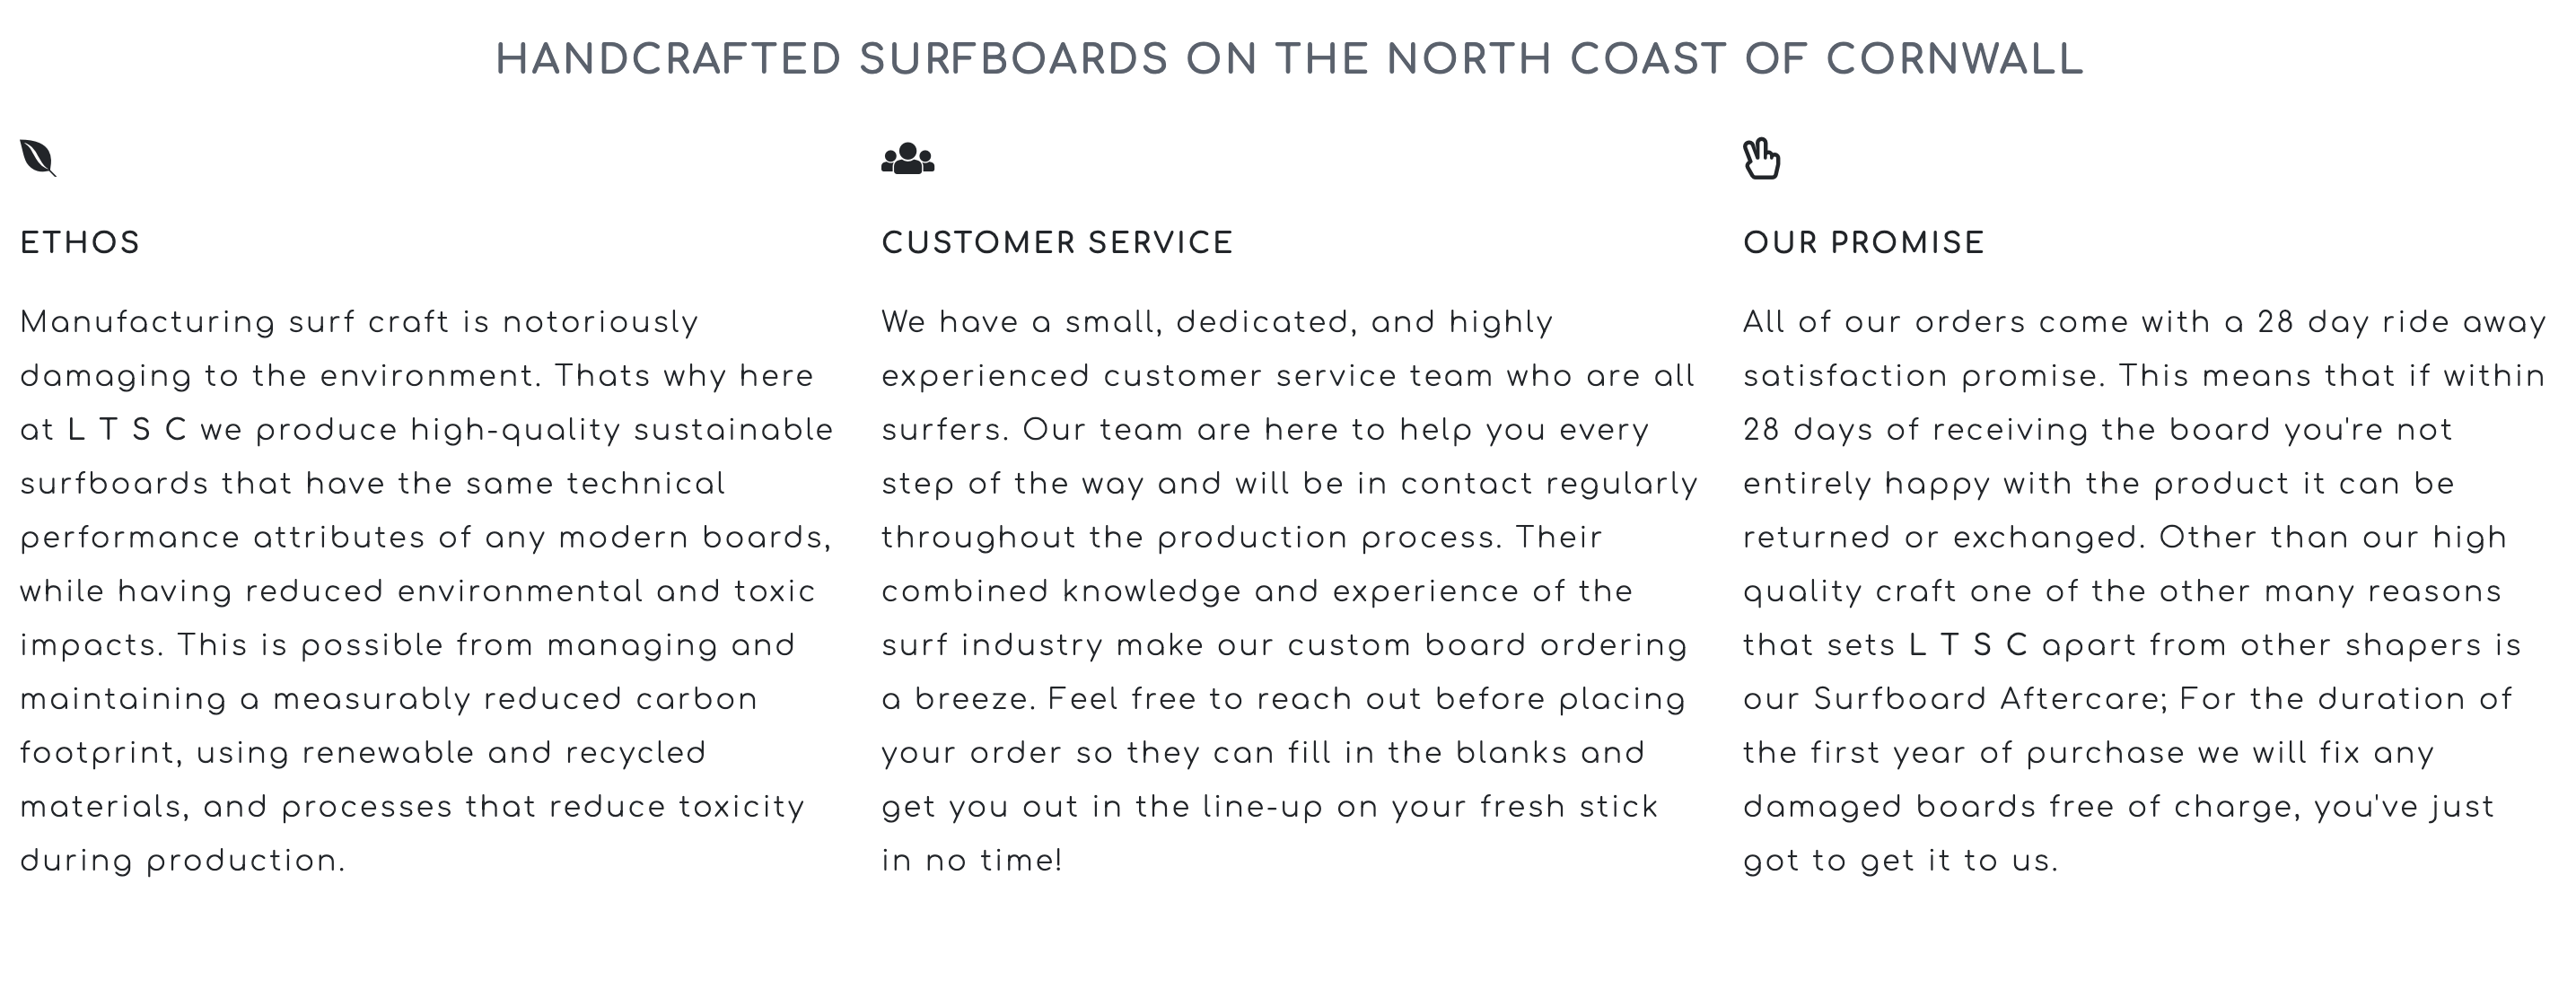 HANDCRAFTED SURFBOARDS ON THE NORTH COAST OF CORNWALL
ETHOS
Manufacturing surf craft is notoriously
damaging to the environment. Thats why here
at L T S C we produce high-quality sustainable
surfboards that have the same technical
performance attributes of any modern boards,
while having reduced environmental and toxic
impacts. This is possible from managing and
maintaining a measurably reduced carbon
footprint, using renewable and recycled
materials, and processes that reduce toxicity
during production.
CUSTOMER SERVICE
We have a small, dedicated, and highly
experienced customer service team who are all
surfers. Our team are here to help you every
step of the way and will be in contact regularly
throughout the production process. Their
combined knowledge and experience of the
surf industry make our custom board ordering
a breeze. Feel free to reach out before placing
your order so they can fill in the blanks and
get you out in the line-up on your fresh stick
in no time!
OUR PROMISE
All of our orders come with a 28 day ride away
satisfaction promise. This means that if within
28 days of receiving the board you're not
entirely happy with the product it can be
returned or exchanged. Other than our high
quality craft one of the other many reasons
that sets L T S C apart from other shapers is
our Surfboard Aftercare; For the duration of
the first year of purchase we will fix any
damaged boards free of charge, you've just
got to get it to us.